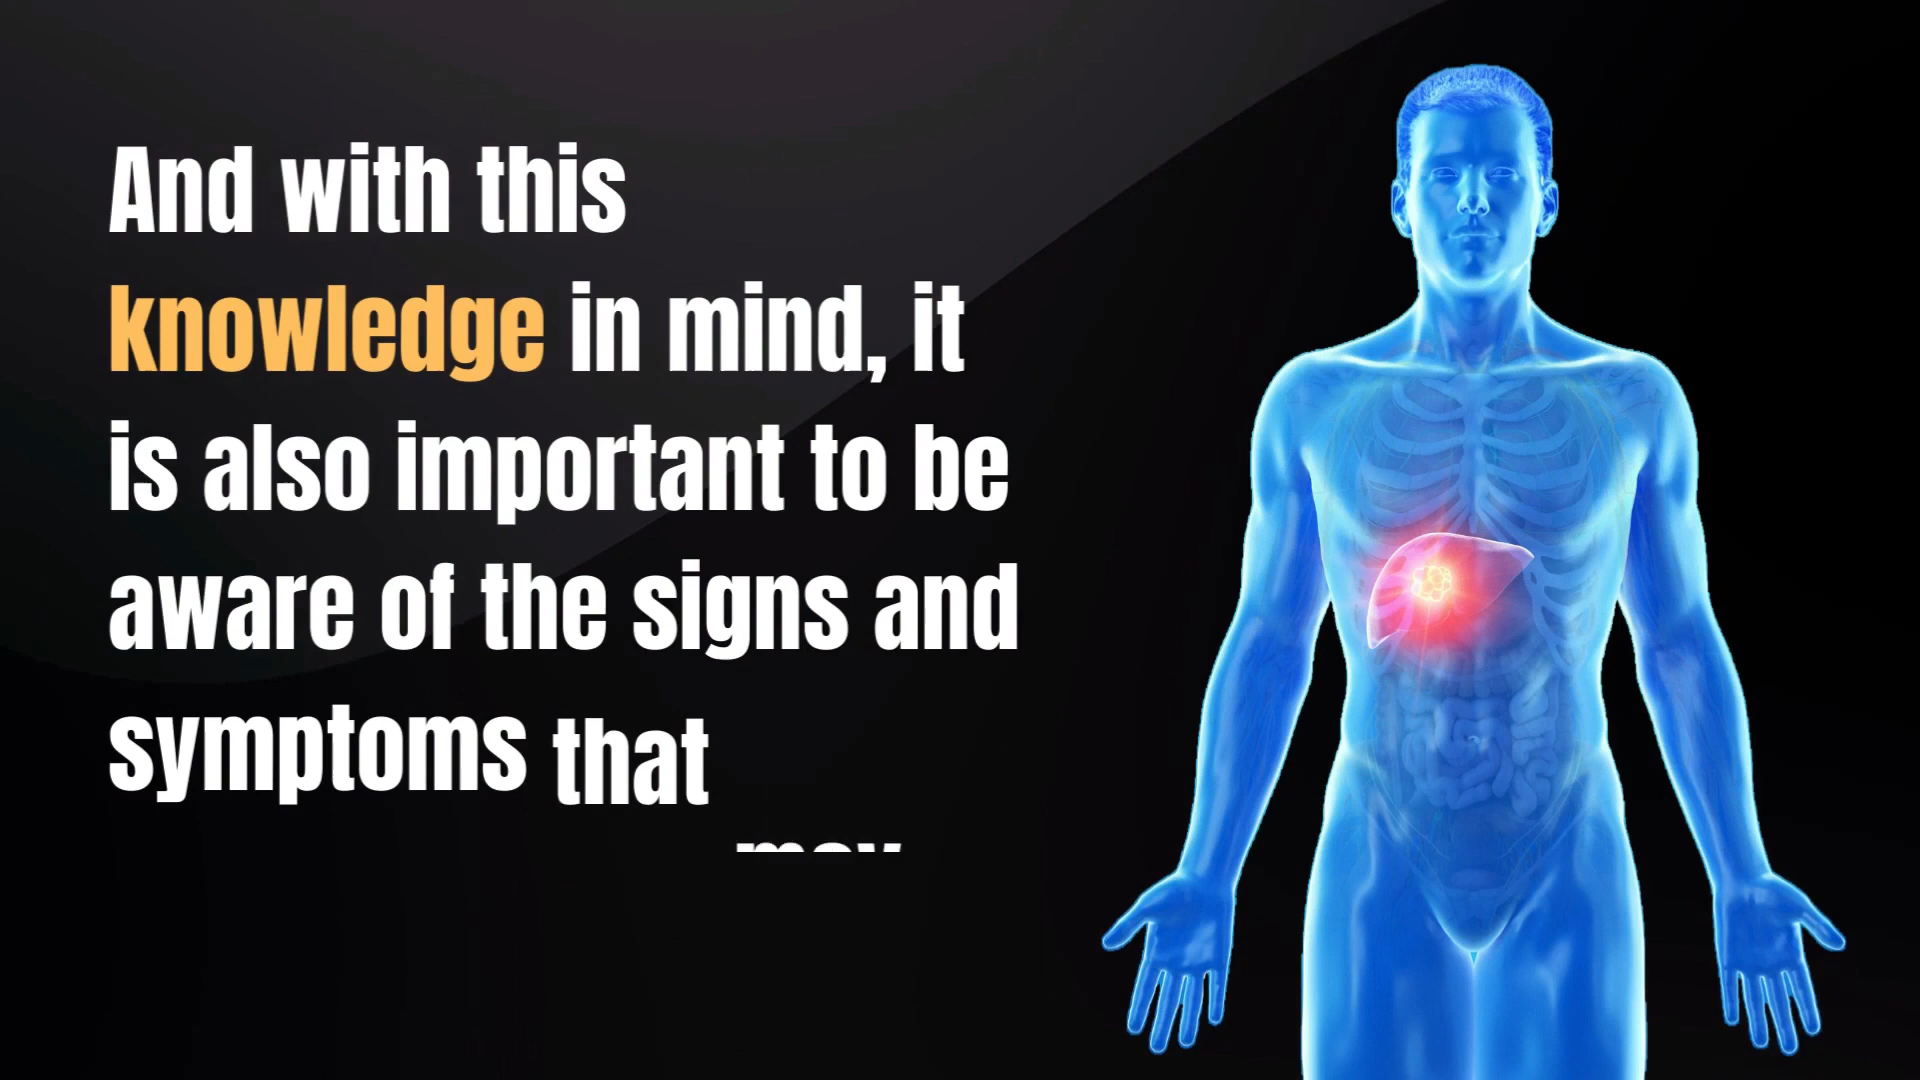 And with this
knowledge in mind, it
is also important to be
aware of the signs and
symptoms that